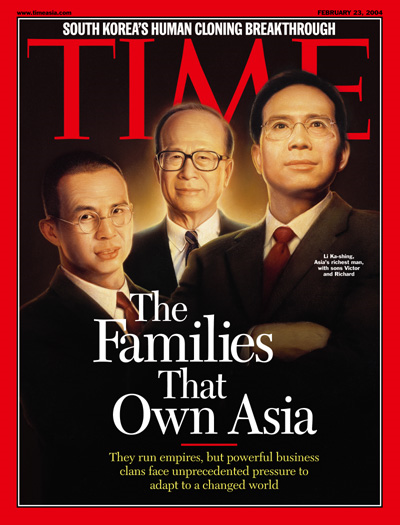 www.timeasia.com
FEBRUARY 23, 2004
SOUTH KOREA'S HUMAN CLONING BREAKTHROUGH
TIME
Li Ka-shing,
Asia's richest man,
with sons Victor
and Richard
The
Families
That
Own Asia
They run empires, but powerful business
clans face unprecedented pressure to
adapt to a changed world